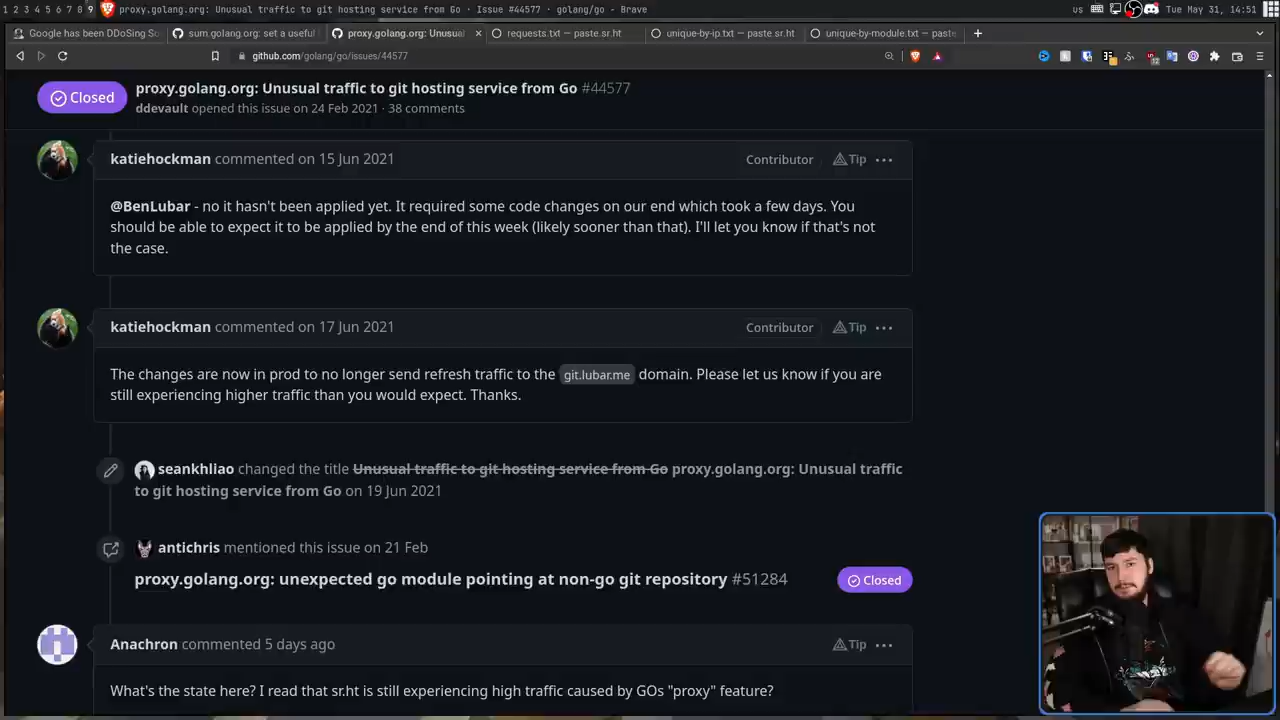 1 2 3 4 5 6 7 8 9 proxy.golang.org: Unusual traffic to git hosting service from Go · Issue #44577 · golang/go - Brave us Tue May 31, 14:51
Google has been DDoSing So sum.golang.org: set a useful proxy.golang.org: Unusual × requests.txt — paste.sr.ht unique-by-ip.txt — paste.sr.ht unique-by-module.txt — paste +
github.com/golang/go/issues/44577
Closed
proxy.golang.org: Unusual traffic to git hosting service from Go #44577
ddevault opened this issue on 24 Feb 2021 · 38 comments
katiehockman commented on 15 Jun 2021 Contributor Tip ...
@BenLubar - no it hasn't been applied yet. It required some code changes on our end which took a few days. You
should be able to expect it to be applied by the end of this week (likely sooner than that). I'll let you know if that's not
the case.
katiehockman commented on 17 Jun 2021 Contributor Tip ...
The changes are now in prod to no longer send refresh traffic to the git.lubar.me domain. Please let us know if you are
still experiencing higher traffic than you would expect. Thanks.
seankhliao changed the title Unusual traffic to git hosting service from Go proxy.golang.org: Unusual traffic
to git hosting service from Go on 19 Jun 2021
antichris mentioned this issue on 21 Feb
proxy.golang.org: unexpected go module pointing at non-go git repository #51284 Closed
Anachron commented 5 days ago Tip ...
What's the state here? I read that sr.ht is still experiencing high traffic caused by GOs "proxy" feature?